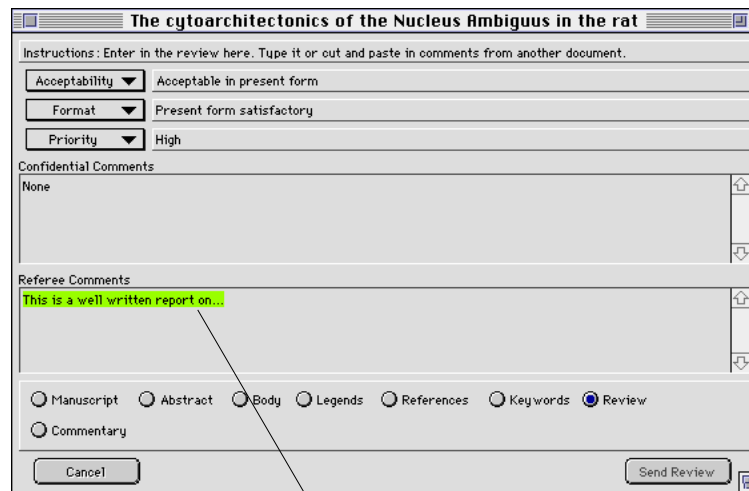 The cytoarchitectonics of the Nucleus Ambiguus in the rat
Instructions: Enter in the review here. Type it or cut and paste in comments from another document.
Acceptability Acceptable in present form
Format Present form satisfactory
Priority High
Confidential Comments
None
Referee Comments
This is a well written report on...
Manuscript Abstract Body Legends References Keywords Review
Commentary
Cancel Send Review